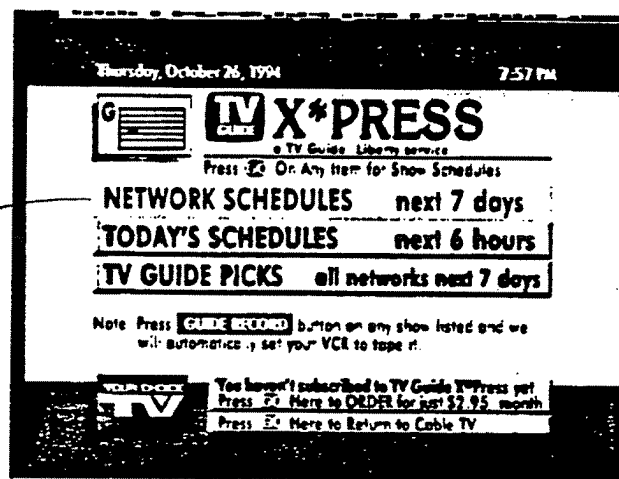 Thursday, October 26, 1994 7:57 PM
G
TV GUIDE X*PRESS
a TV Guide Liberty service
Press GO On Any Item for Show Schedules
NETWORK SCHEDULES next 7 days
TODAY'S SCHEDULES next 6 hours
TV GUIDE PICKS all networks next 7 days
Note Press GUIDE RECORD button on any show listed and we
will automatically set your VCR to tape it.
TV
You haven't subscribed to TV Guide X*Press yet
Press GO Here to ORDER for just $2.95 month
Press GO Here to Return to Cable TV